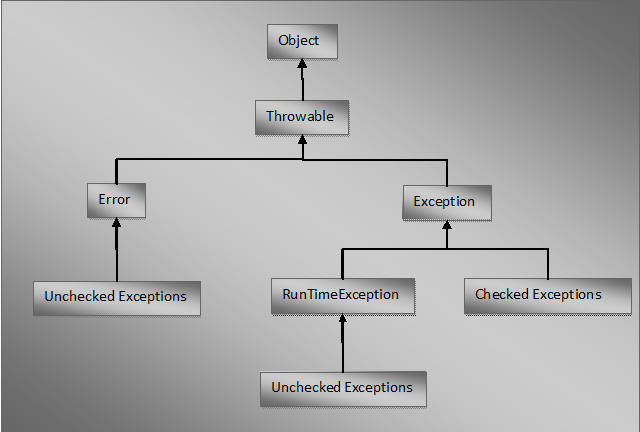 Object
Throwable
Error
Exception
Unchecked Exceptions
RunTimeException
Checked Exceptions
Unchecked Exceptions